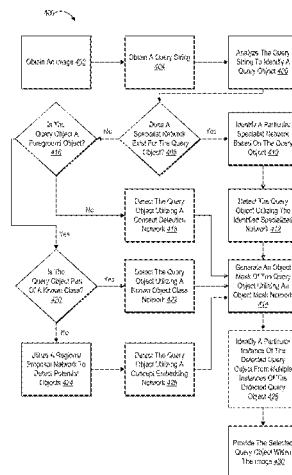 400
Obtain An Image 402
Obtain A Query String
404
Analyze The Query
String To Identify A
Query Object 406
Is The
Query Object A
Foreground Object?
416
No
Does A
Specialist Network
Exist For The Query
Object? 408
Yes
Identify A Particular
Specialist Network
Based On The Query
Object 410
No
Detect The Query
Object Utilizing A
Concept Detection
Network 418
Detect The Query
Object Utilizing The
Identified Specialist
Network 412
Yes
Is The
Query Object Part
Of A Known Class?
420
Yes
Detect The Query
Object Utilizing A
Known Object Class
Network 422
Generate An Object
Mask Of The Query
Object Utilizing An
Object Mask Network
414
No
Utilize A Regional
Proposal Network To
Detect Potential
Objects 424
Detect The Query
Object Utilizing A
Concept Embedding
Network 426
Identify A Particular
Instance Of The
Detected Query
Object From Multiple
Instances Of The
Detected Query
Object 428
Provide The Selected
Query Object Within
The Image 430